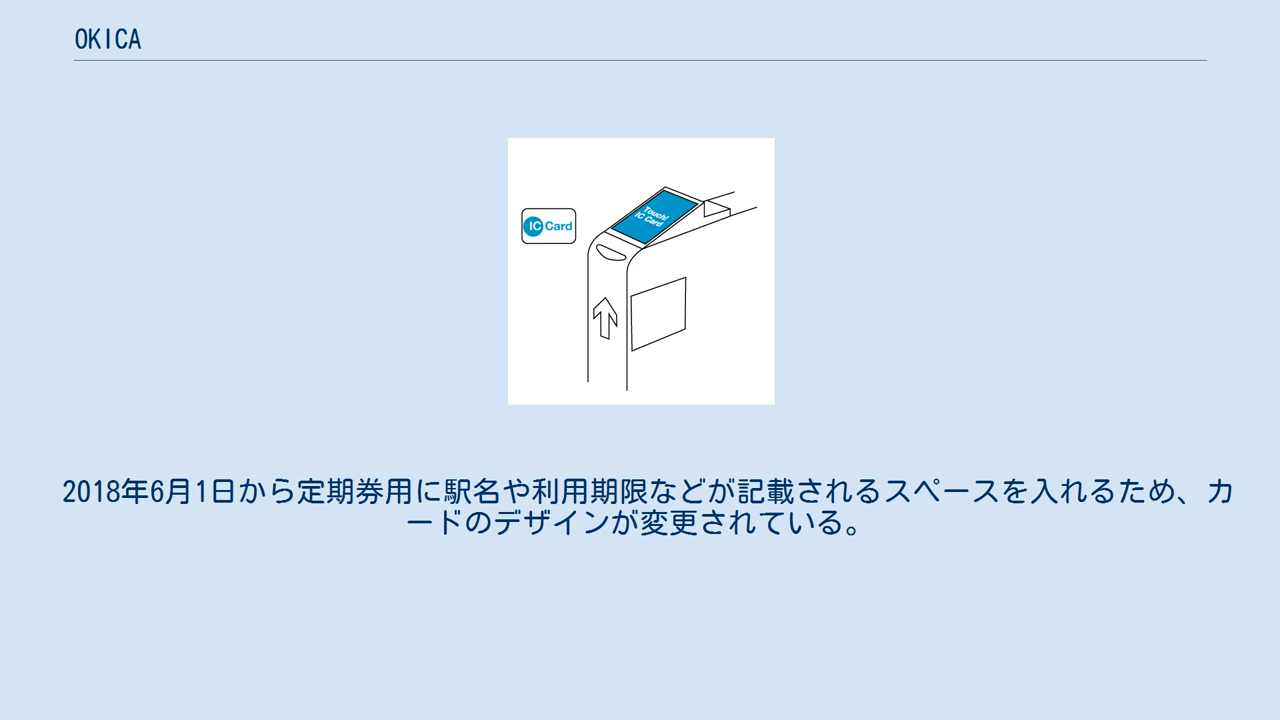 OKICA
IC Card
Touch!
IC Card
2018年6月1日から定期券用に駅名や利用期限などが記載されるスペースを入れるため、カ
ードのデザインが変更されている。